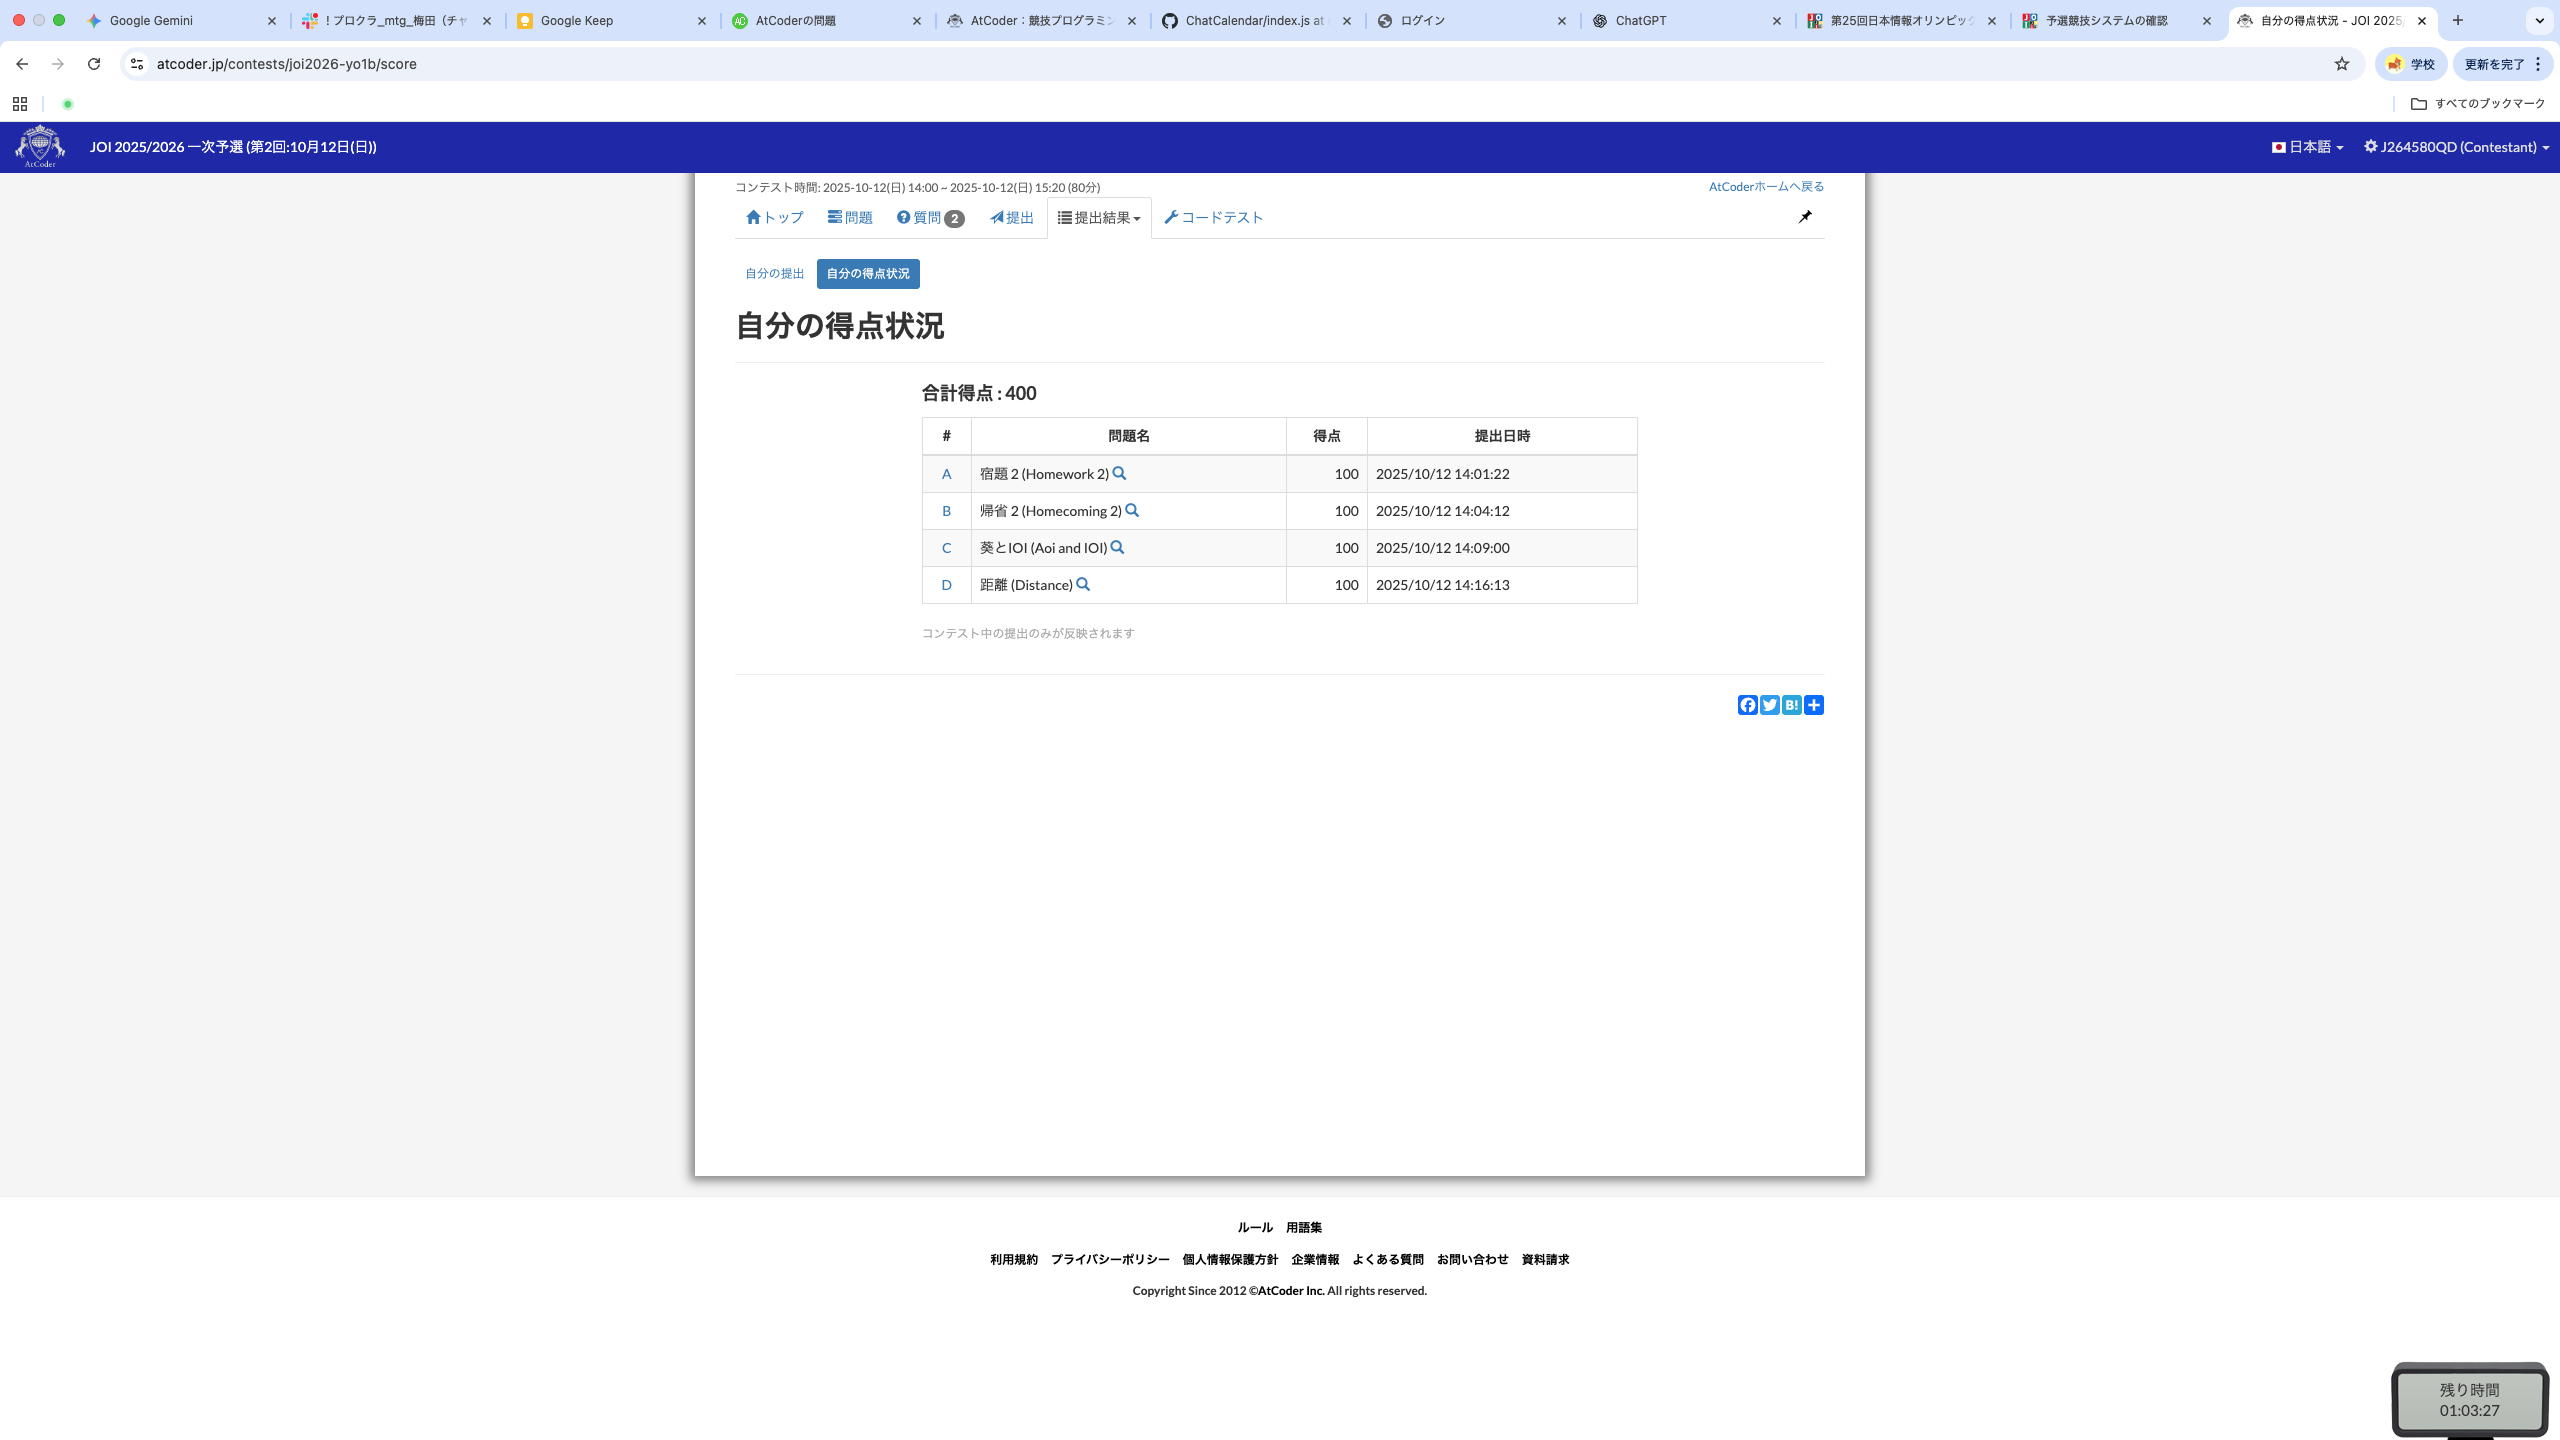 Google Gemini
! プロクラ_mtg_梅田（チャ
Google Keep
AtCoderの問題
AtCoder：競技プログラミン
ChatCalendar/index.js at
ログイン
ChatGPT
第25回日本情報オリンピック
予選競技システムの確認
自分の得点状況 - JOI 2025/
atcoder.jp/contests/joi2026-yo1b/score
学校
更新を完了
すべてのブックマーク
AtCoder
JOI 2025/2026 一次予選 (第2回:10月12日(日))
日本語
J264580QD (Contestant)
コンテスト時間: 2025-10-12(日) 14:00 ~ 2025-10-12(日) 15:20 (80分)
AtCoderホームへ戻る
トップ 問題 質問 2 提出 提出結果 コードテスト
自分の提出 自分の得点状況
自分の得点状況
合計得点 : 400
# 問題名 得点 提出日時
A 宿題 2 (Homework 2) 100 2025/10/12 14:01:22
B 帰省 2 (Homecoming 2) 100 2025/10/12 14:04:12
C 葵とIOI (Aoi and IOI) 100 2025/10/12 14:09:00
D 距離 (Distance) 100 2025/10/12 14:16:13
コンテスト中の提出のみが反映されます
B!
ルール 用語集
利用規約 プライバシーポリシー 個人情報保護方針 企業情報 よくある質問 お問い合わせ 資料請求
Copyright Since 2012 ©AtCoder Inc. All rights reserved.
残り時間
01:03:27